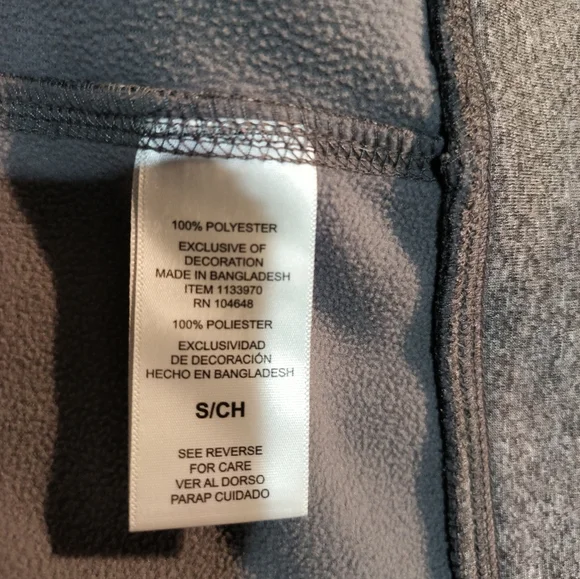 100% POLYESTER
EXCLUSIVE OF
DECORATION
MADE IN BANGLADESH
ITEM 1133970
RN 104648
100% POLIESTER
EXCLUSIVIDAD
DE DECORACIÓN
HECHO EN BANGLADESH
S/CH
SEE REVERSE
FOR CARE
VER AL DORSO
PARAP CUIDADO